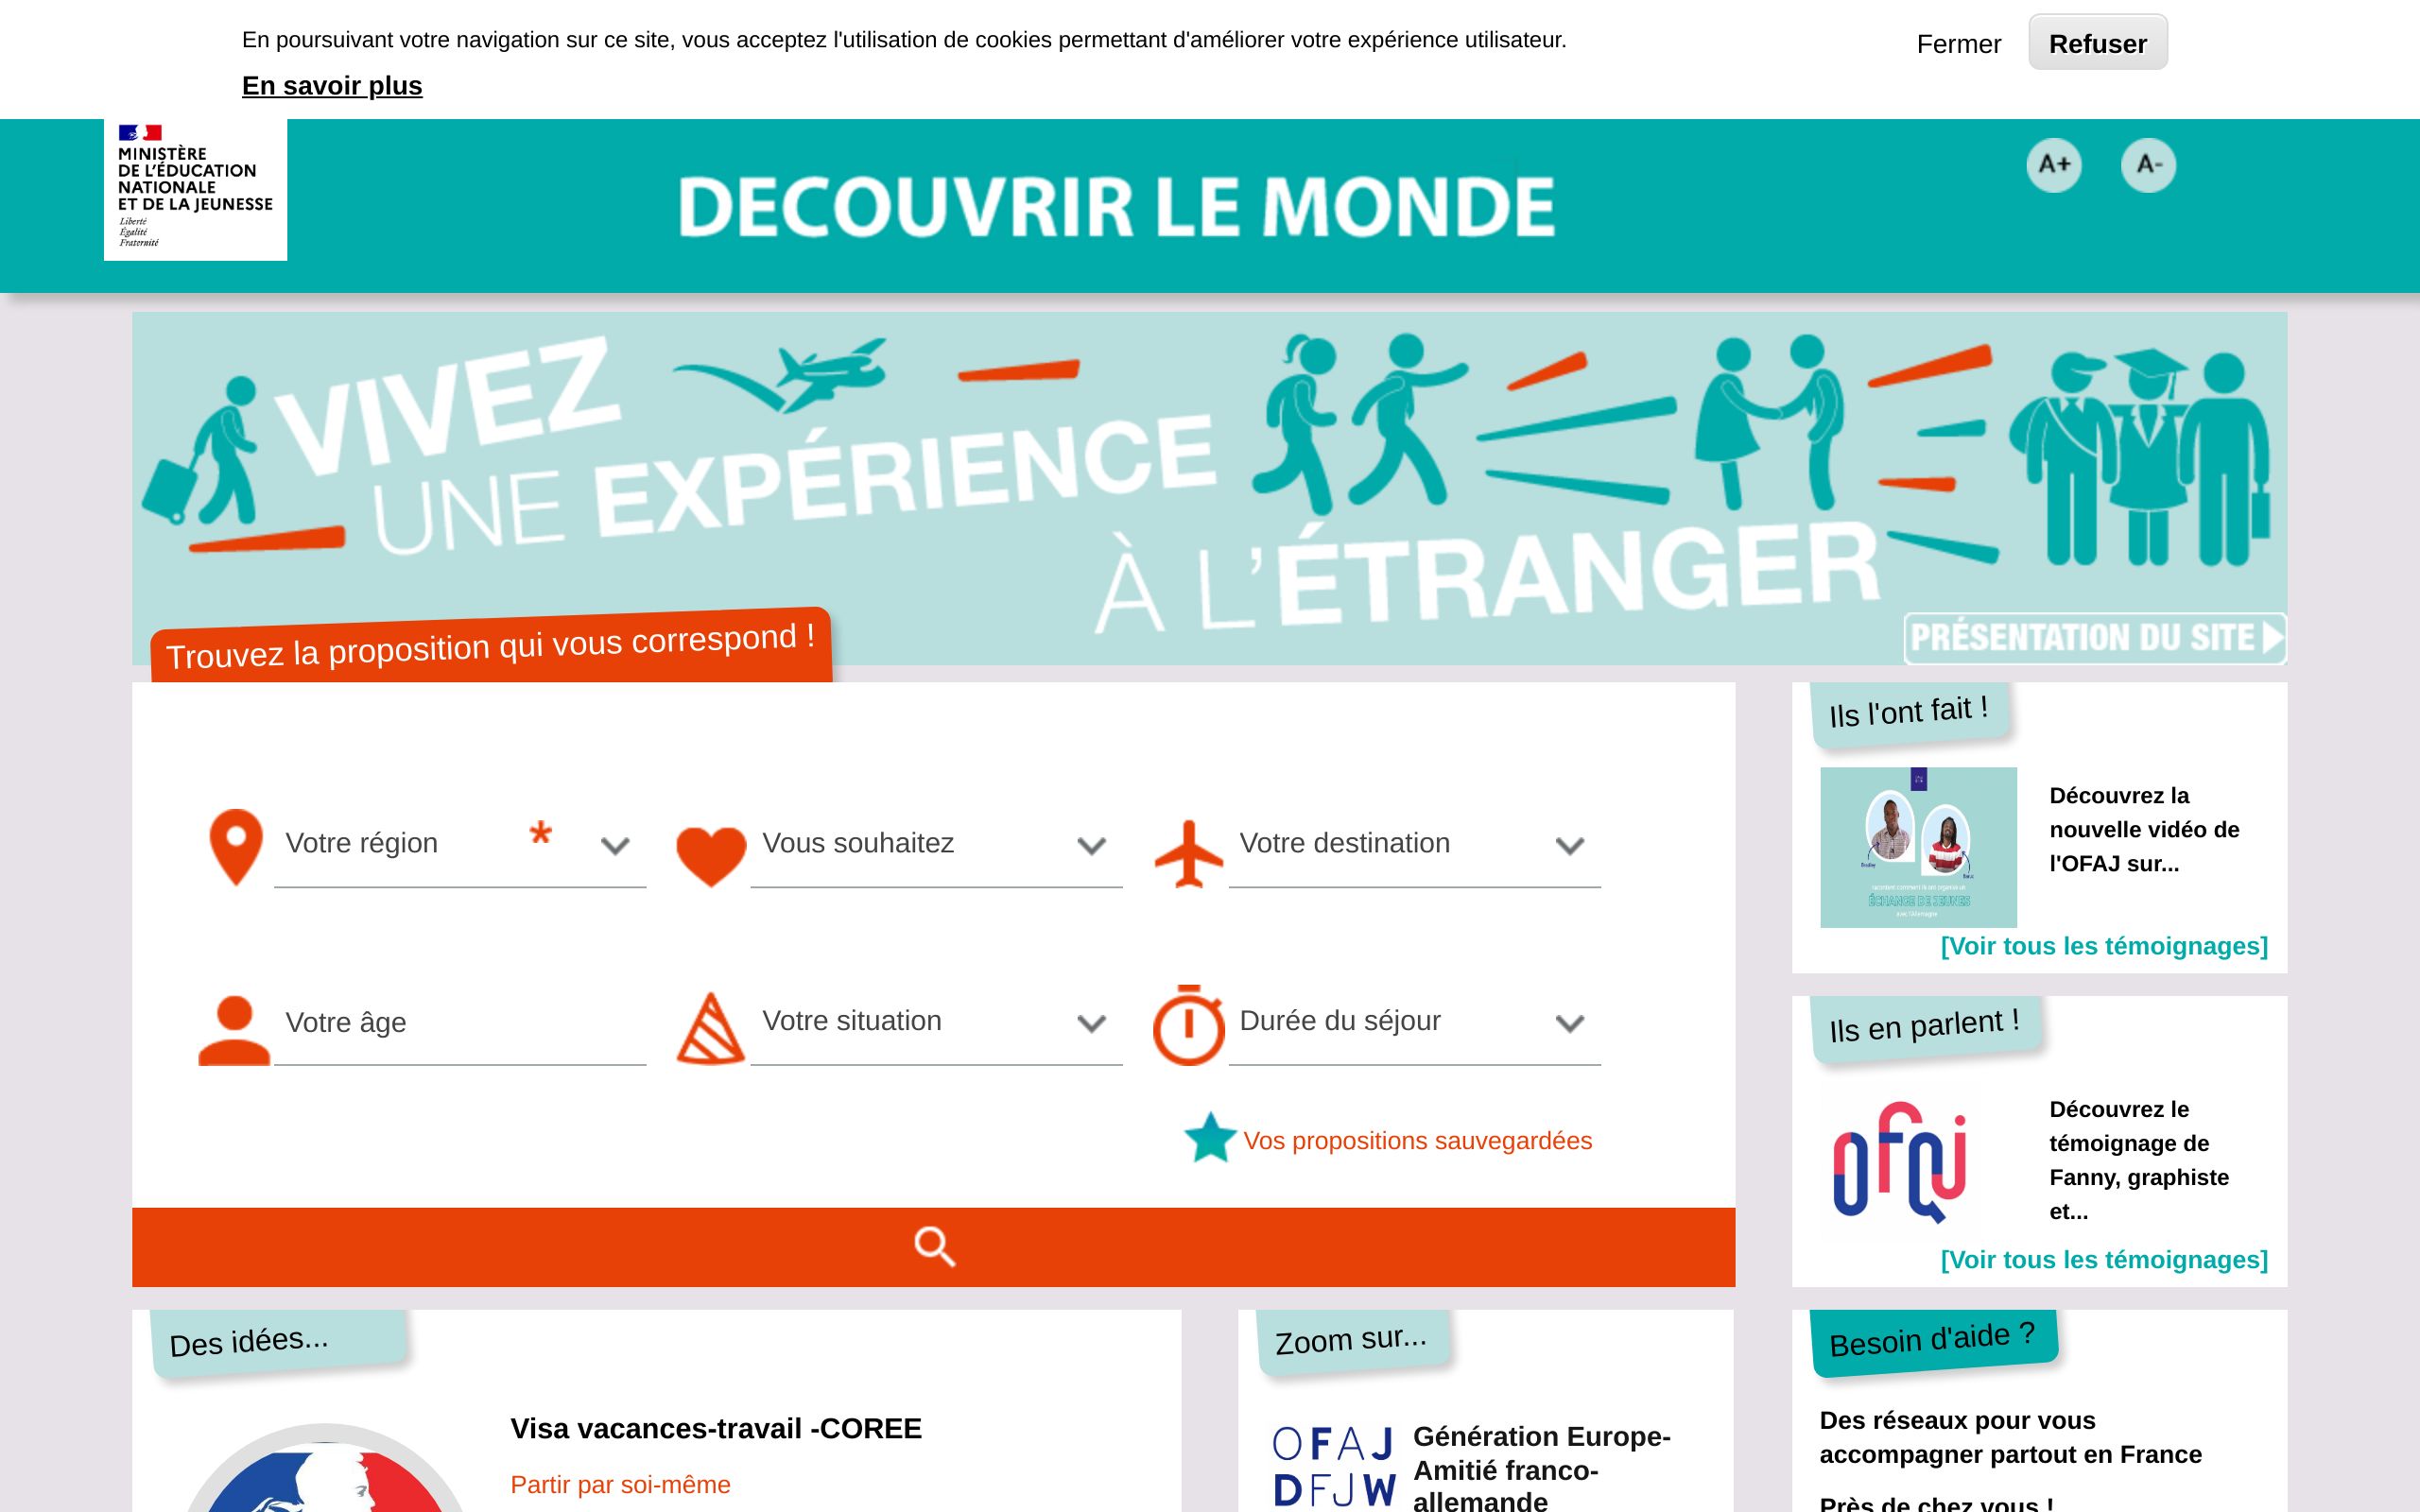 En poursuivant votre navigation sur ce site, vous acceptez l'utilisation de cookies permettant d'améliorer votre expérience utilisateur.
En savoir plus
Fermer
Refuser
MINISTÈRE
DE L'ÉDUCATION
NATIONALE
ET DE LA JEUNESSE
Liberté
Égalité
Fraternité
DECOUVRIR LE MONDE
A+
A-
VIVEZ
UNE EXPÉRIENCE
À L'ÉTRANGER
PRÉSENTATION DU SITE
Trouvez la proposition qui vous correspond !
Votre région *
Vous souhaitez
Votre destination
Votre âge
Votre situation
Durée du séjour
Vos propositions sauvegardées
Ils l'ont fait !
ÉCHANGE DE JEUNES
avec l'Allemagne
Découvrez la
nouvelle vidéo de
l'OFAJ sur...
[Voir tous les témoignages]
Ils en parlent !
ofqj
Découvrez le
témoignage de
Fanny, graphiste
et...
[Voir tous les témoignages]
Des idées...
Visa vacances-travail -COREE
Partir par soi-même
Zoom sur...
OFAJ
DFJW
Génération Europe-
Amitié franco-
allemande
Besoin d'aide ?
Des réseaux pour vous
accompagner partout en France
Près de chez vous !